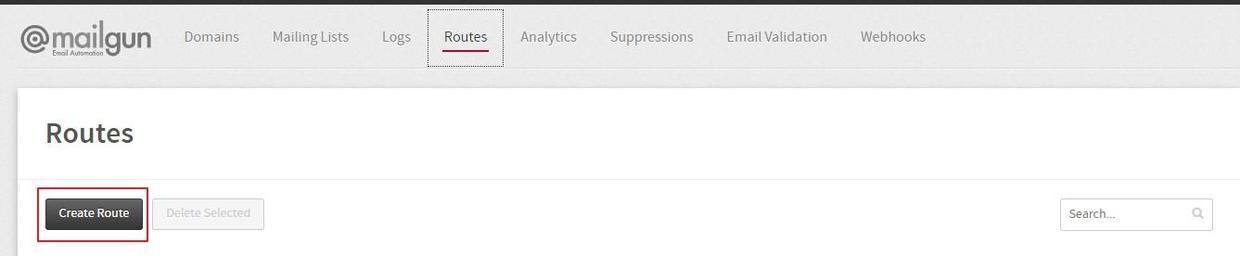 @mailgun
Email Automation
Domains Mailing Lists Logs Routes Analytics Suppressions Email Validation Webhooks
Routes
Create Route Delete Selected Search...